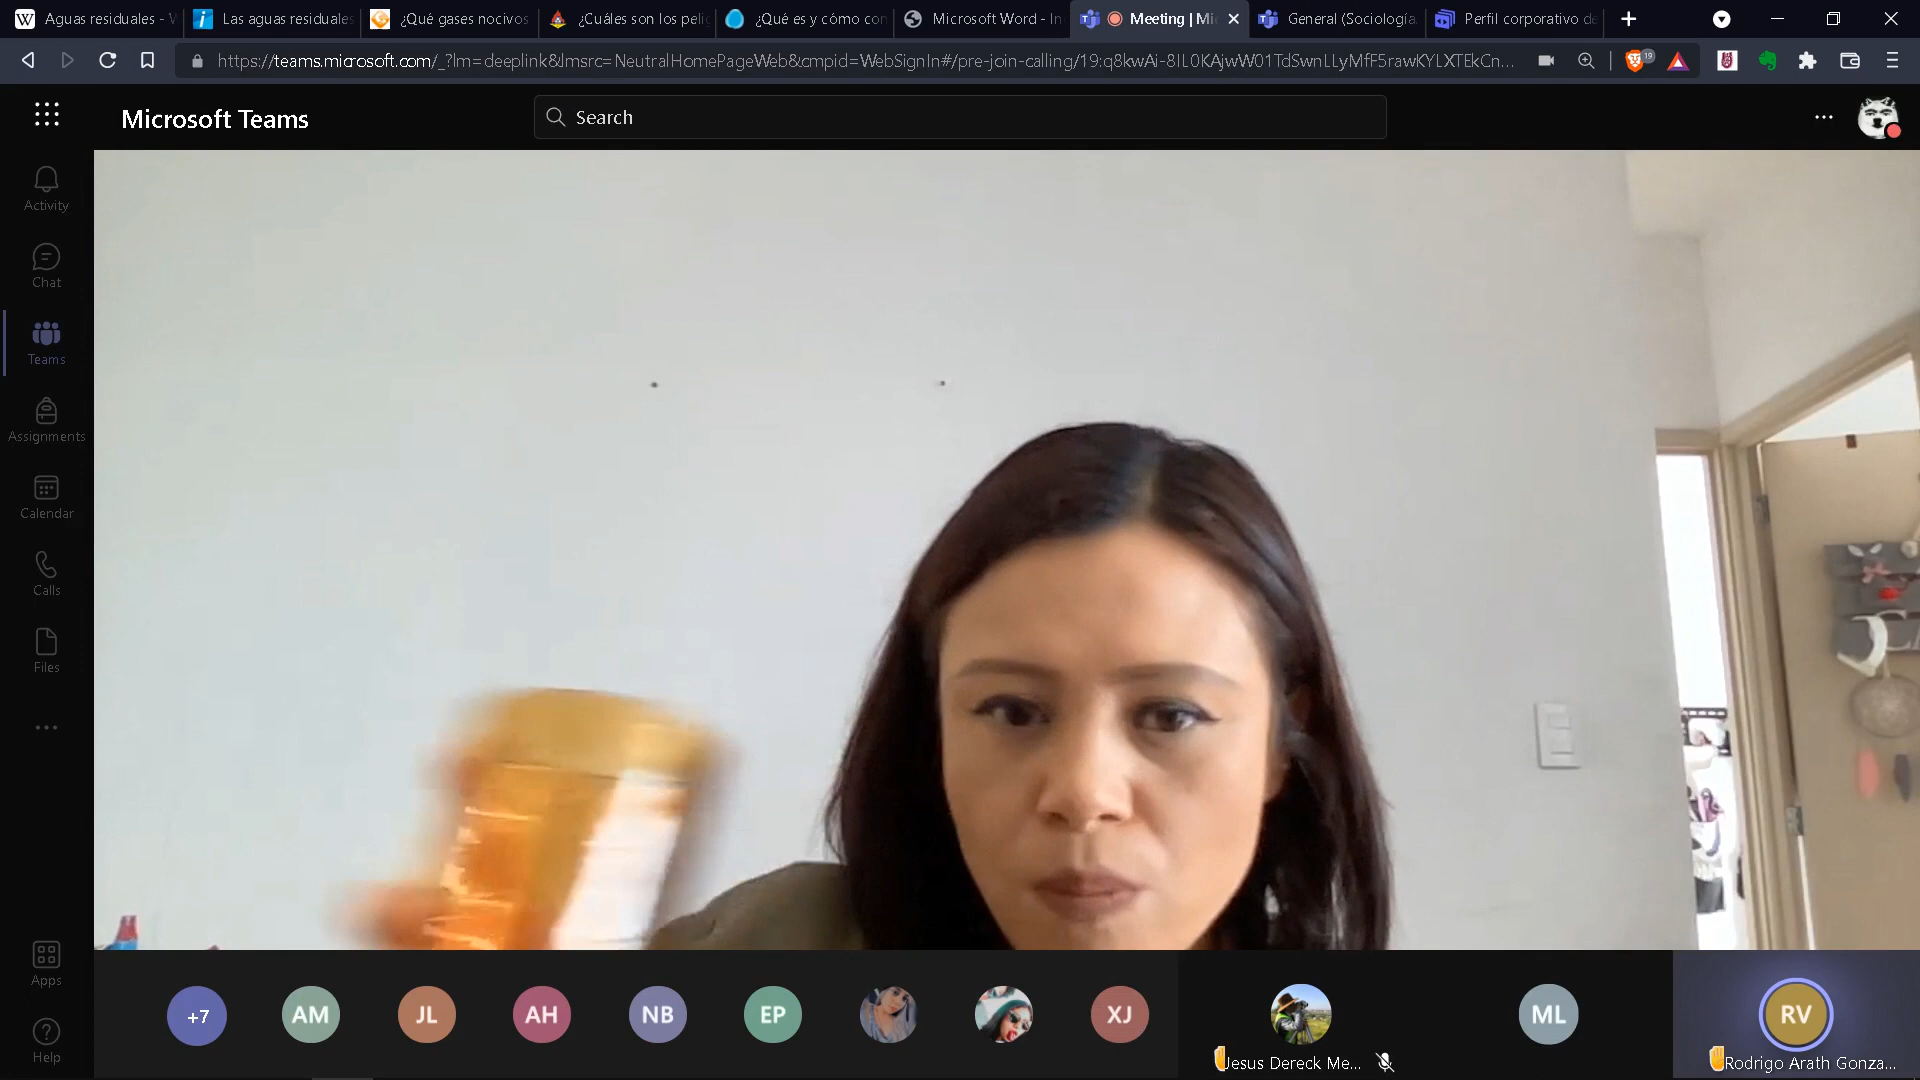 Aguas residuales - W
Las aguas residuales
¿Qué gases nocivos
¿Cuáles son los pelig
¿Qué es y cómo con
Microsoft Word - In
Meeting | Mi
General (Sociología
Perfil corporativo de
https://teams.microsoft.com/_?lm=deeplink&lmsrc=NeutralHomePageWeb&cmpid=WebSignIn#/pre-join-calling/19:q8kwAi-8IL0KAjwW01TdSwnLLyMfF5rawKYLXTEkCn...
19
Microsoft Teams
Search
Activity
Chat
Teams
Assignments
Calendar
Calls
Files
Apps
Help
+7
AM
JL
AH
NB
EP
XJ
ML
RV
Jesus Dereck Me...
Rodrigo Arath Gonza...